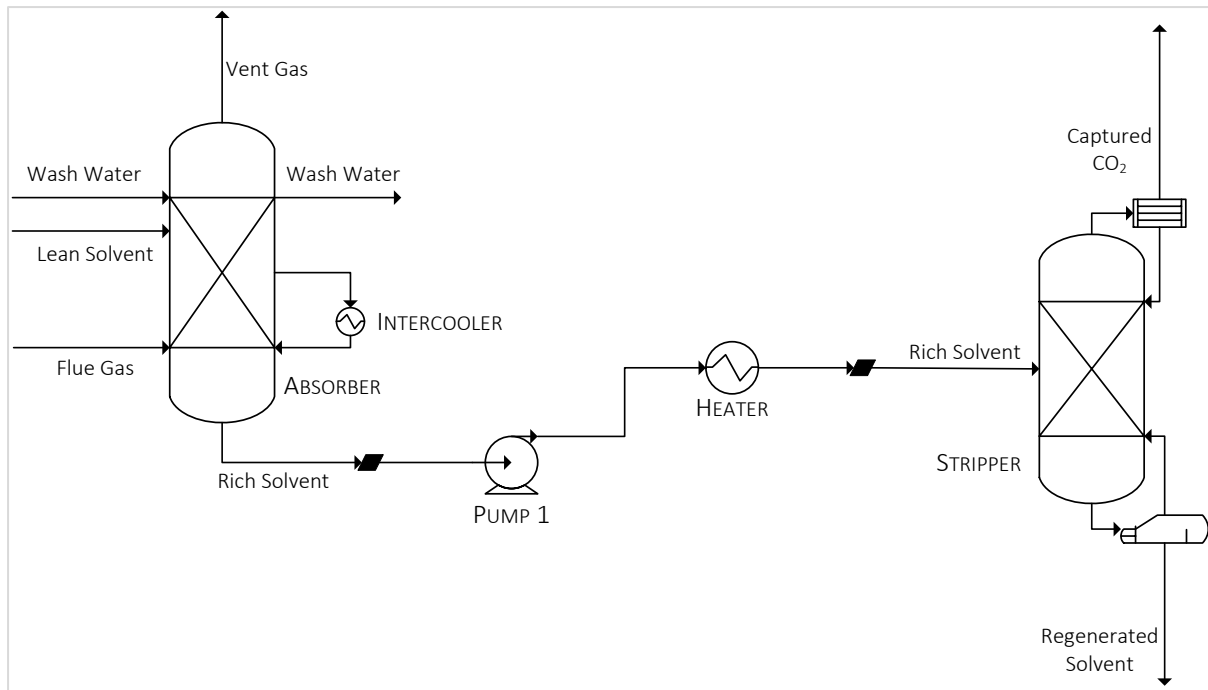 Vent Gas
Wash Water
Wash Water
Lean Solvent
INTERCOOLER
Flue Gas
ABSORBER
Rich Solvent
PUMP 1
HEATER
Rich Solvent
Captured
CO₂
STRIPPER
Regenerated
Solvent